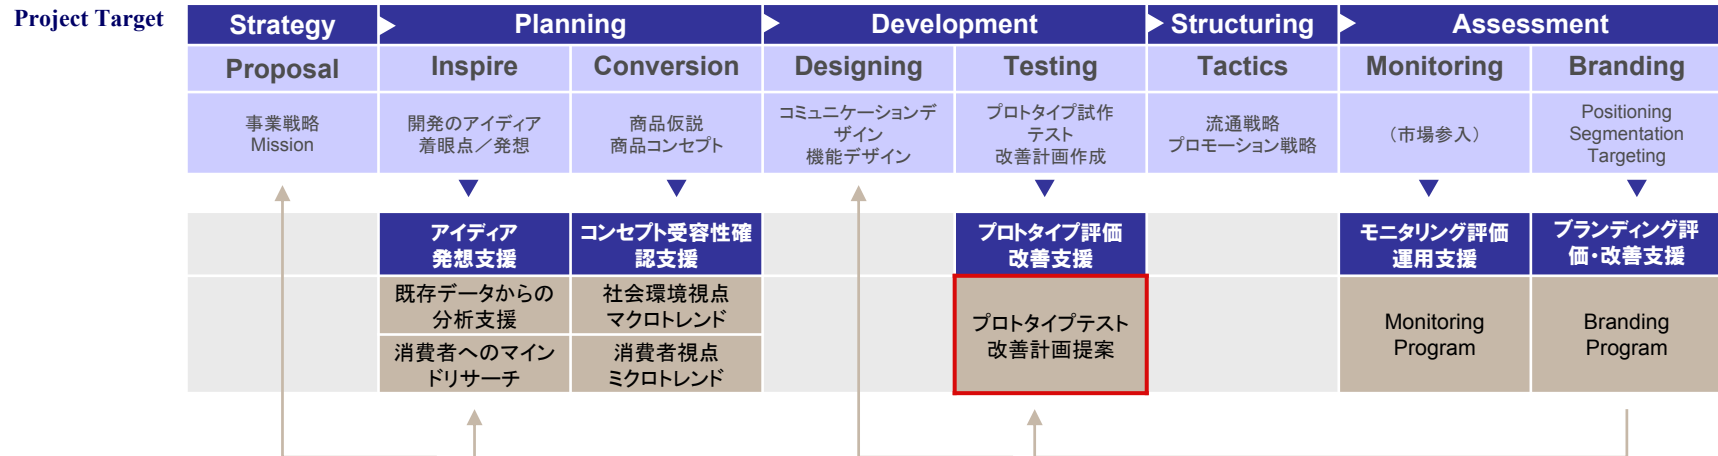 Project Target
Strategy
Planning
Development
Structuring
Assessment
Proposal
Inspire
Conversion
Designing
Testing
Tactics
Monitoring
Branding
事業戦略
Mission
開発のアイディア
着眼点／発想
商品仮説
商品コンセプト
コミュニケーションデ
ザイン
機能デザイン
プロトタイプ試作
テスト
改善計画作成
流通戦略
プロモーション戦略
（市場参入）
Positioning
Segmentation
Targeting
アイディア
発想支援
コンセプト受容性確
認支援
プロトタイプ評価
改善支援
モニタリング評価
運用支援
ブランディング評
価・改善支援
既存データからの
分析支援
社会環境視点
マクロトレンド
消費者へのマイン
ドリサーチ
消費者視点
ミクロトレンド
プロトタイプテスト
改善計画提案
Monitoring
Program
Branding
Program